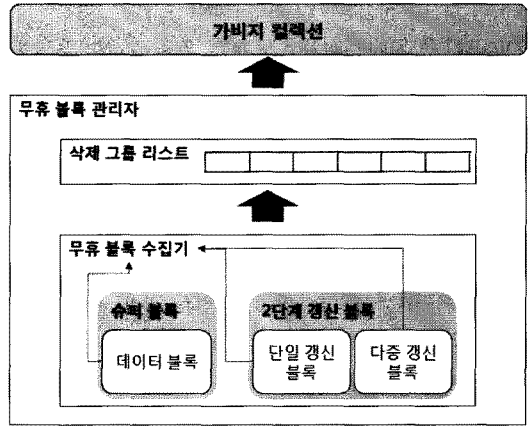 가비지 컬렉션
무휴 블록 관리자
삭제 그룹 리스트
무휴 블록 수집기
슈퍼 블록
2단계 갱신 블록
데이터 블록
단일 갱신
블록
다중 갱신
블록